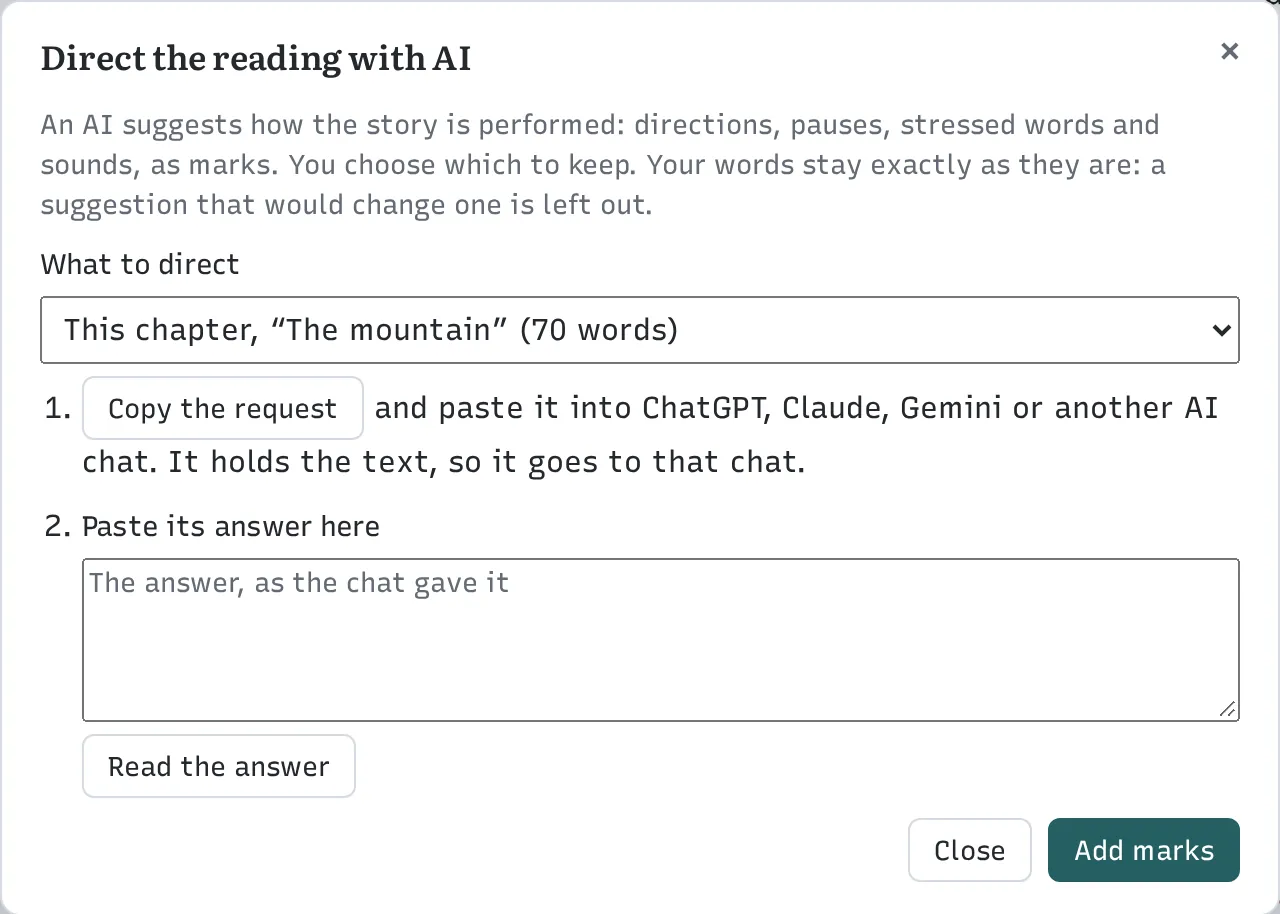 Direct the reading with AI
×
An AI suggests how the story is performed: directions, pauses, stressed words and
sounds, as marks. You choose which to keep. Your words stay exactly as they are: a
suggestion that would change one is left out.
What to direct
This chapter, “The mountain” (70 words)
1. Copy the request and paste it into ChatGPT, Claude, Gemini or another AI
chat. It holds the text, so it goes to that chat.
2. Paste its answer here
The answer, as the chat gave it
Read the answer
Close Add marks